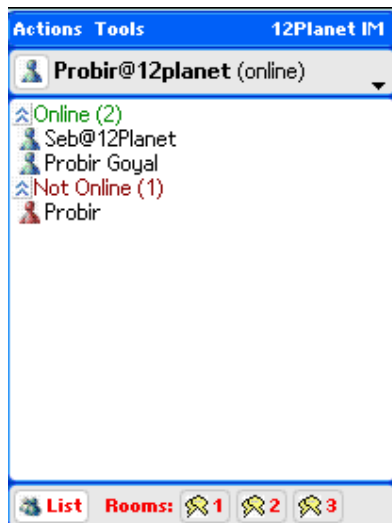 Actions Tools 12Planet IM
Probir@12planet (online)
Online (2)
Seb@12Planet
Probir Goyal
Not Online (1)
Probir
List Rooms: 1 2 3